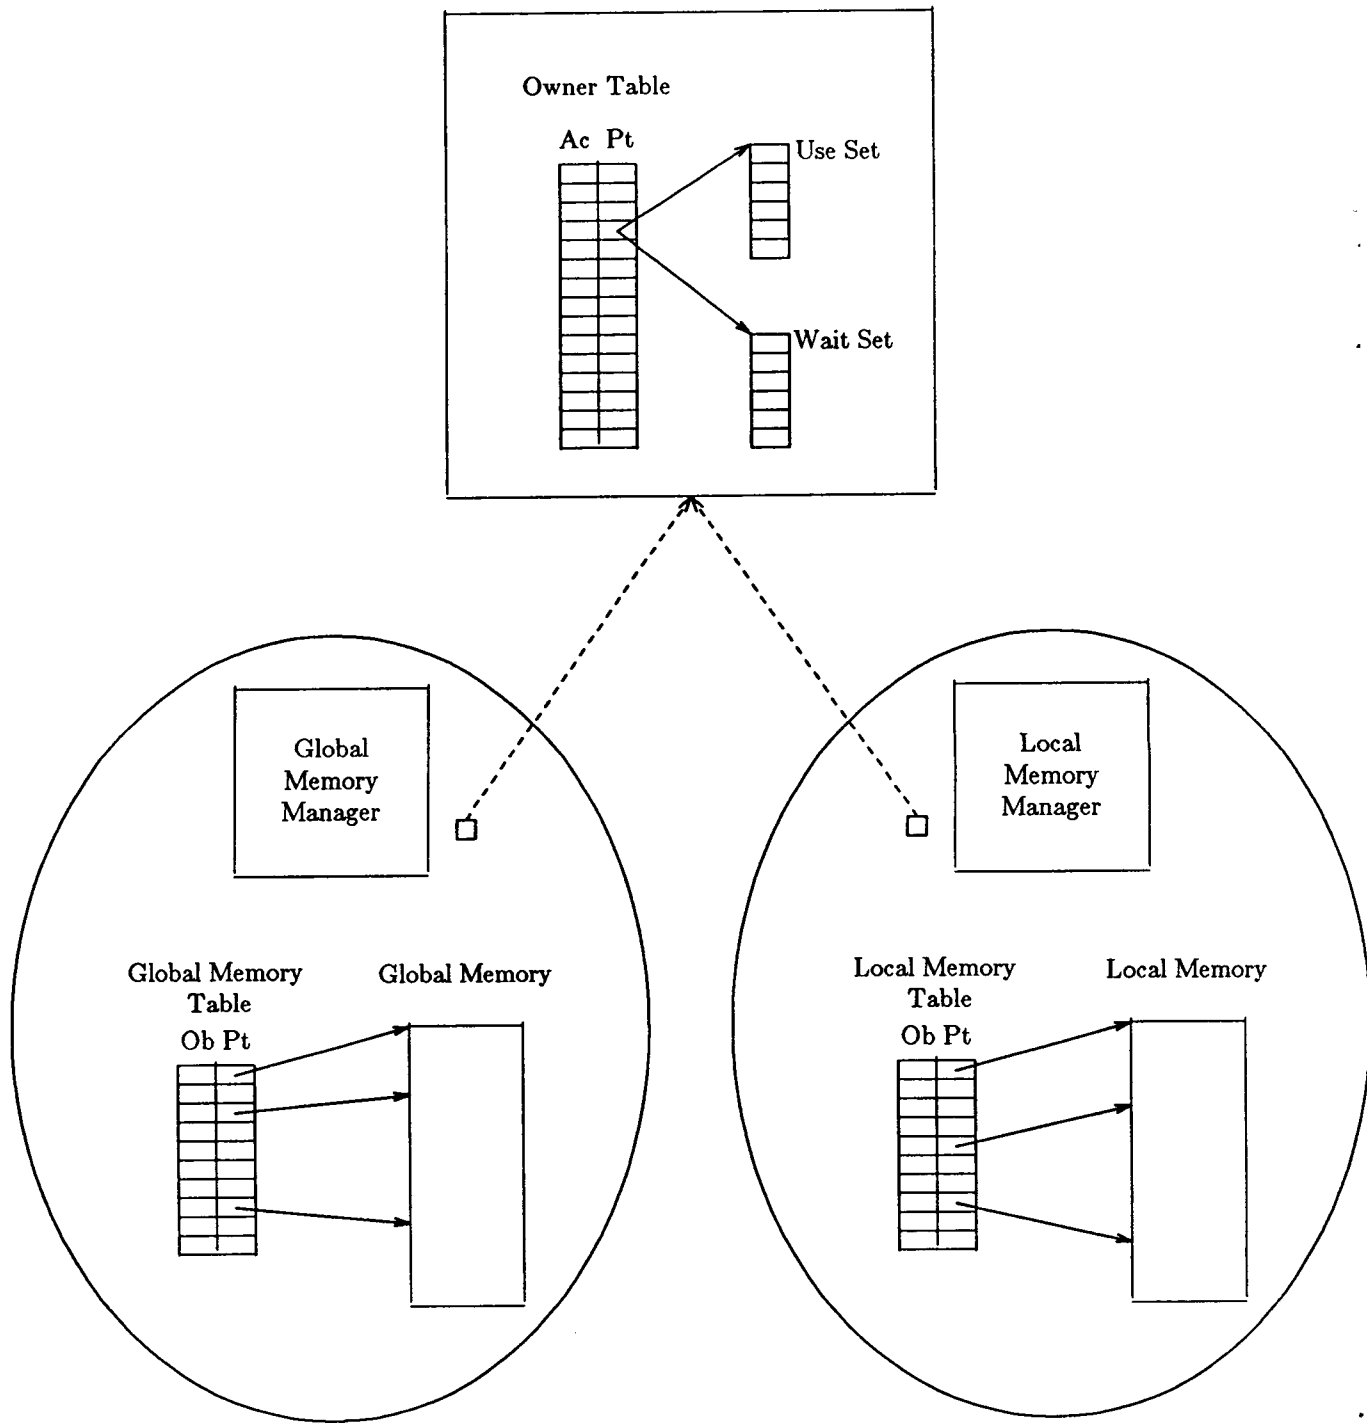 Owner Table
Ac Pt
Use Set
Wait Set
Global
Memory
Manager
Local
Memory
Manager
Global Memory
Table
Global Memory
Ob Pt
Local Memory
Table
Local Memory
Ob Pt